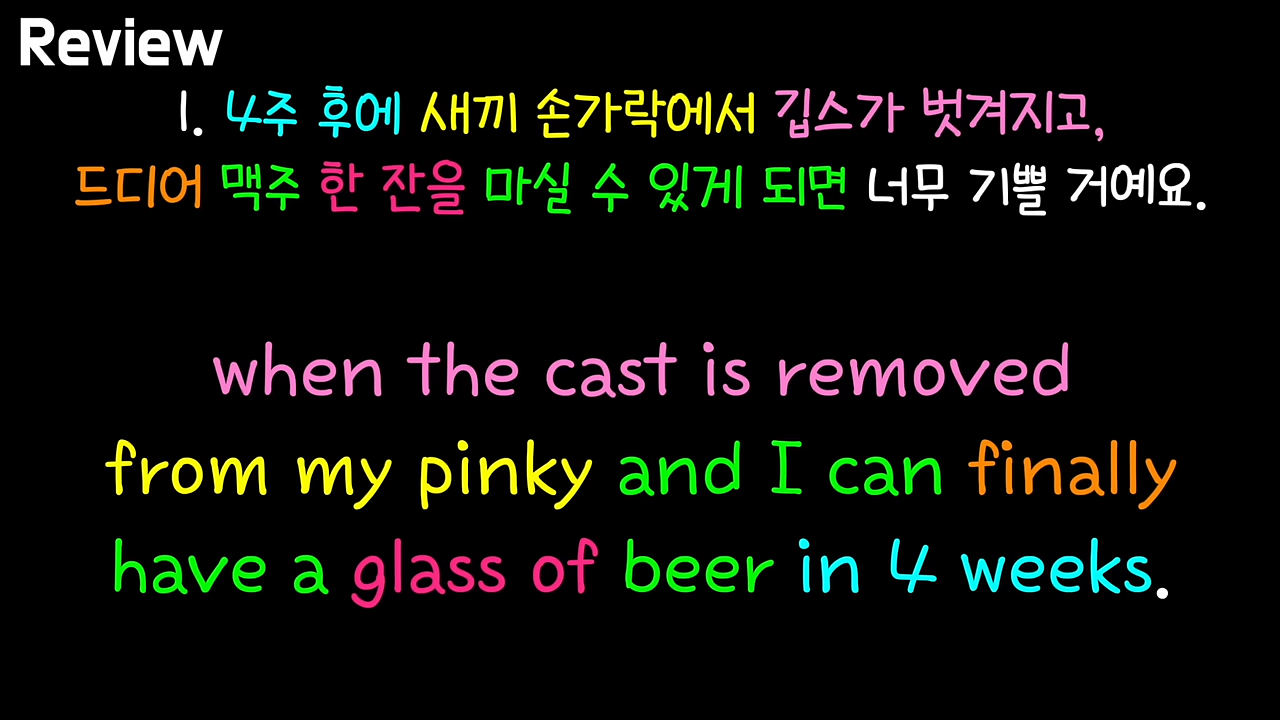 Review
1. 4주 후에 새끼 손가락에서 깁스가 벗겨지고,
드디어 맥주 한 잔을 마실 수 있게 되면 너무 기쁠 거예요.
when the cast is removed
from my pinky and I can finally
have a glass of beer in 4 weeks.